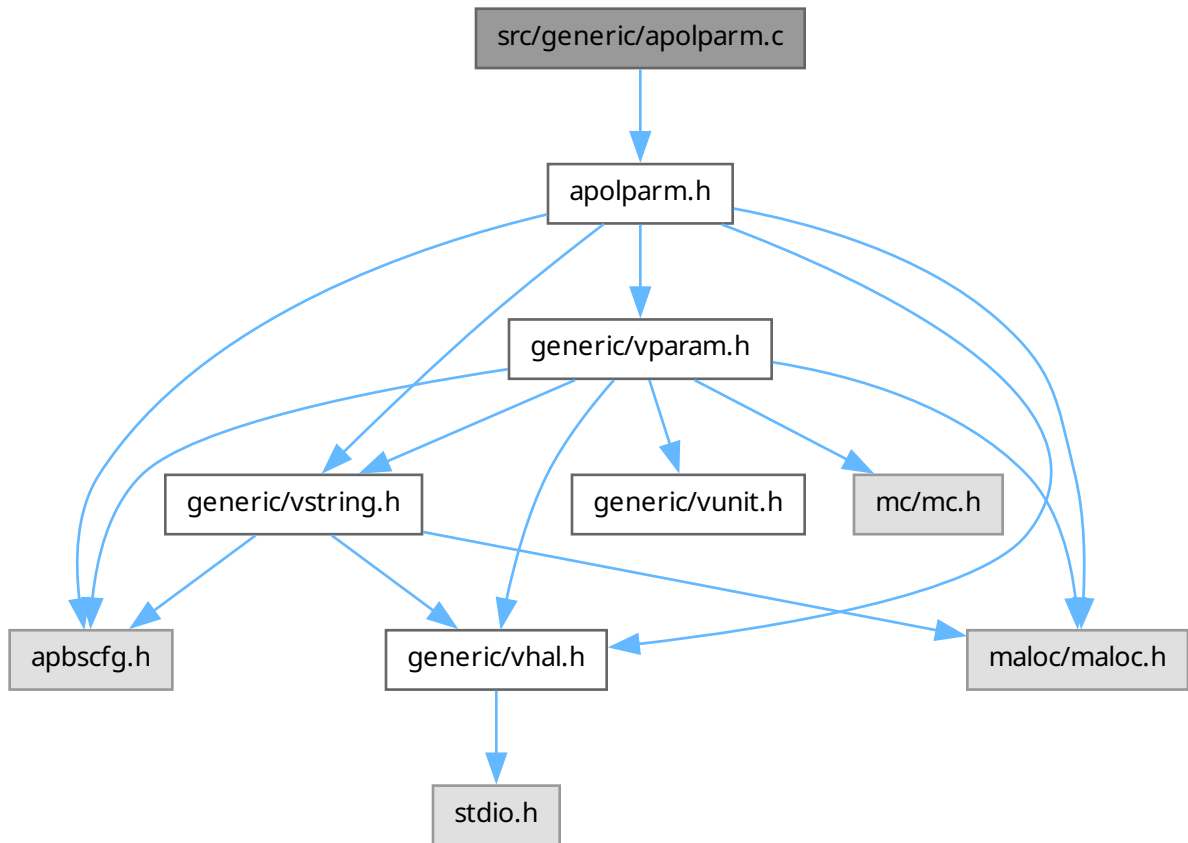 src/generic/apolparm.c
apolparm.h
generic/vparam.h
generic/vstring.h
generic/vunit.h
mc/mc.h
apbscfg.h
generic/vhal.h
maloc/maloc.h
stdio.h